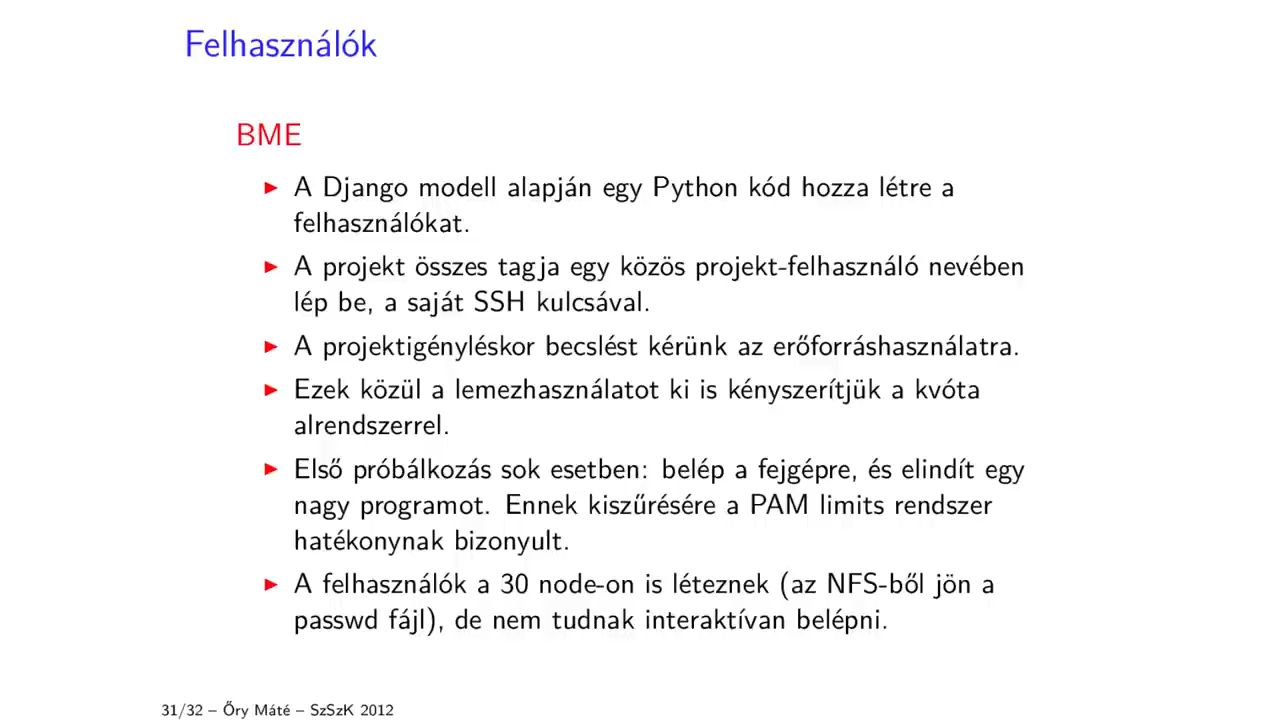 Felhasználók
BME
▶ A Django modell alapján egy Python kód hozza létre a
felhasználókat.
▶ A projekt összes tagja egy közös projekt-felhasználó nevében
lép be, a saját SSH kulcsával.
▶ A projektigényléskor becslést kérünk az erőforráshasználatra.
▶ Ezek közül a lemezhasználatot ki is kényszerítjük a kvóta
alrendszerrel.
▶ Első próbálkozás sok esetben: belép a fejgépre, és elindít egy
nagy programot. Ennek kiszűrésére a PAM limits rendszer
hatékonynak bizonyult.
▶ A felhasználók a 30 node-on is léteznek (az NFS-ből jön a
passwd fájl), de nem tudnak interaktívan belépni.
31/32 – Őry Máté – SzSzK 2012